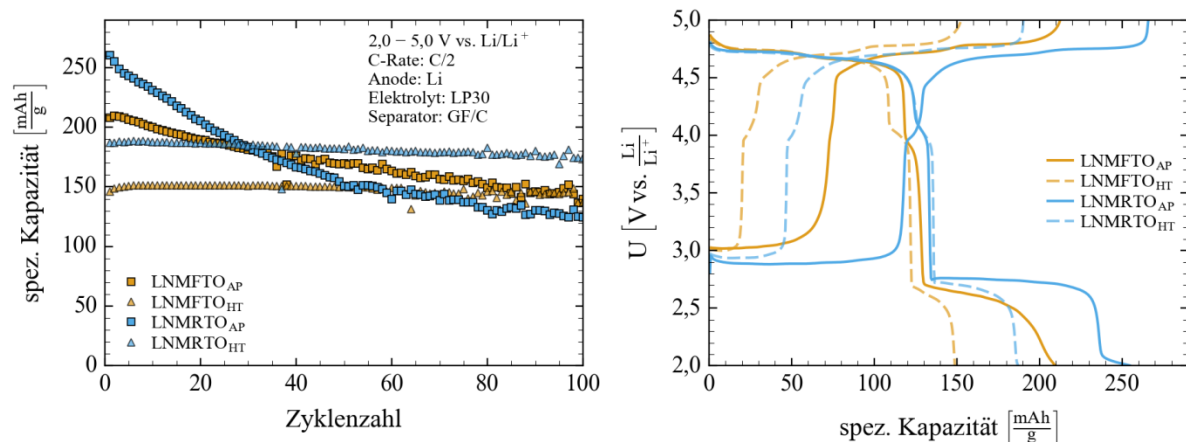 spez. Kapazität [mAh/g]
250
200
150
100
50
0
2,0 − 5,0 V vs. Li/Li⁺
C-Rate: C/2
Anode: Li
Elektrolyt: LP30
Separator: GF/C
LNMFTO_AP
LNMFTO_HT
LNMRTO_AP
LNMRTO_HT
0 20 40 60 80 100
Zyklenzahl
U [V vs. Li/Li⁺]
5,0
4,5
4,0
3,5
3,0
2,5
2,0
LNMFTO_AP
LNMFTO_HT
LNMRTO_AP
LNMRTO_HT
0 50 100 150 200 250
spez. Kapazität [mAh/g]